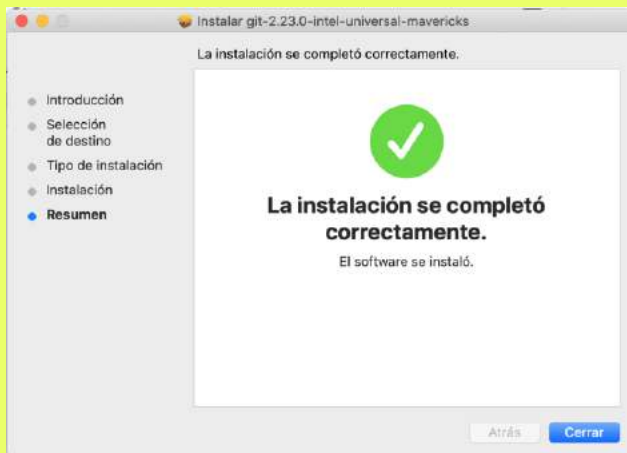 Instalar git-2.23.0-intel-universal-mavericks
La instalación se completó correctamente.
Introducción
Selección
de destino
Tipo de instalación
Instalación
Resumen
La instalación se completó
correctamente.
El software se instaló.
Atrás
Cerrar